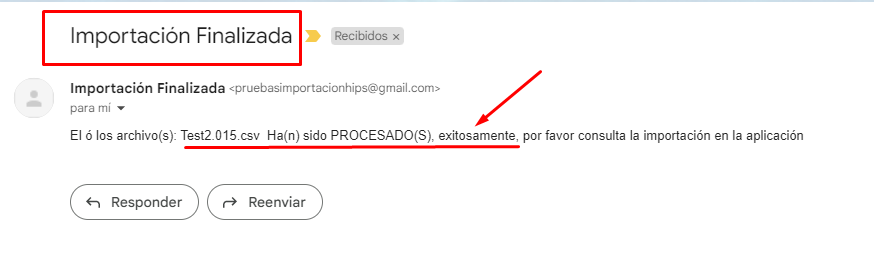 Importación Finalizada Recibidos ×
Importación Finalizada <pruebasimportacionhips@gmail.com>
para mí
El ó los archivo(s): Test2.015.csv Ha(n) sido PROCESADO(S), exitosamente, por favor consulta la importación en la aplicación
Responder Reenviar